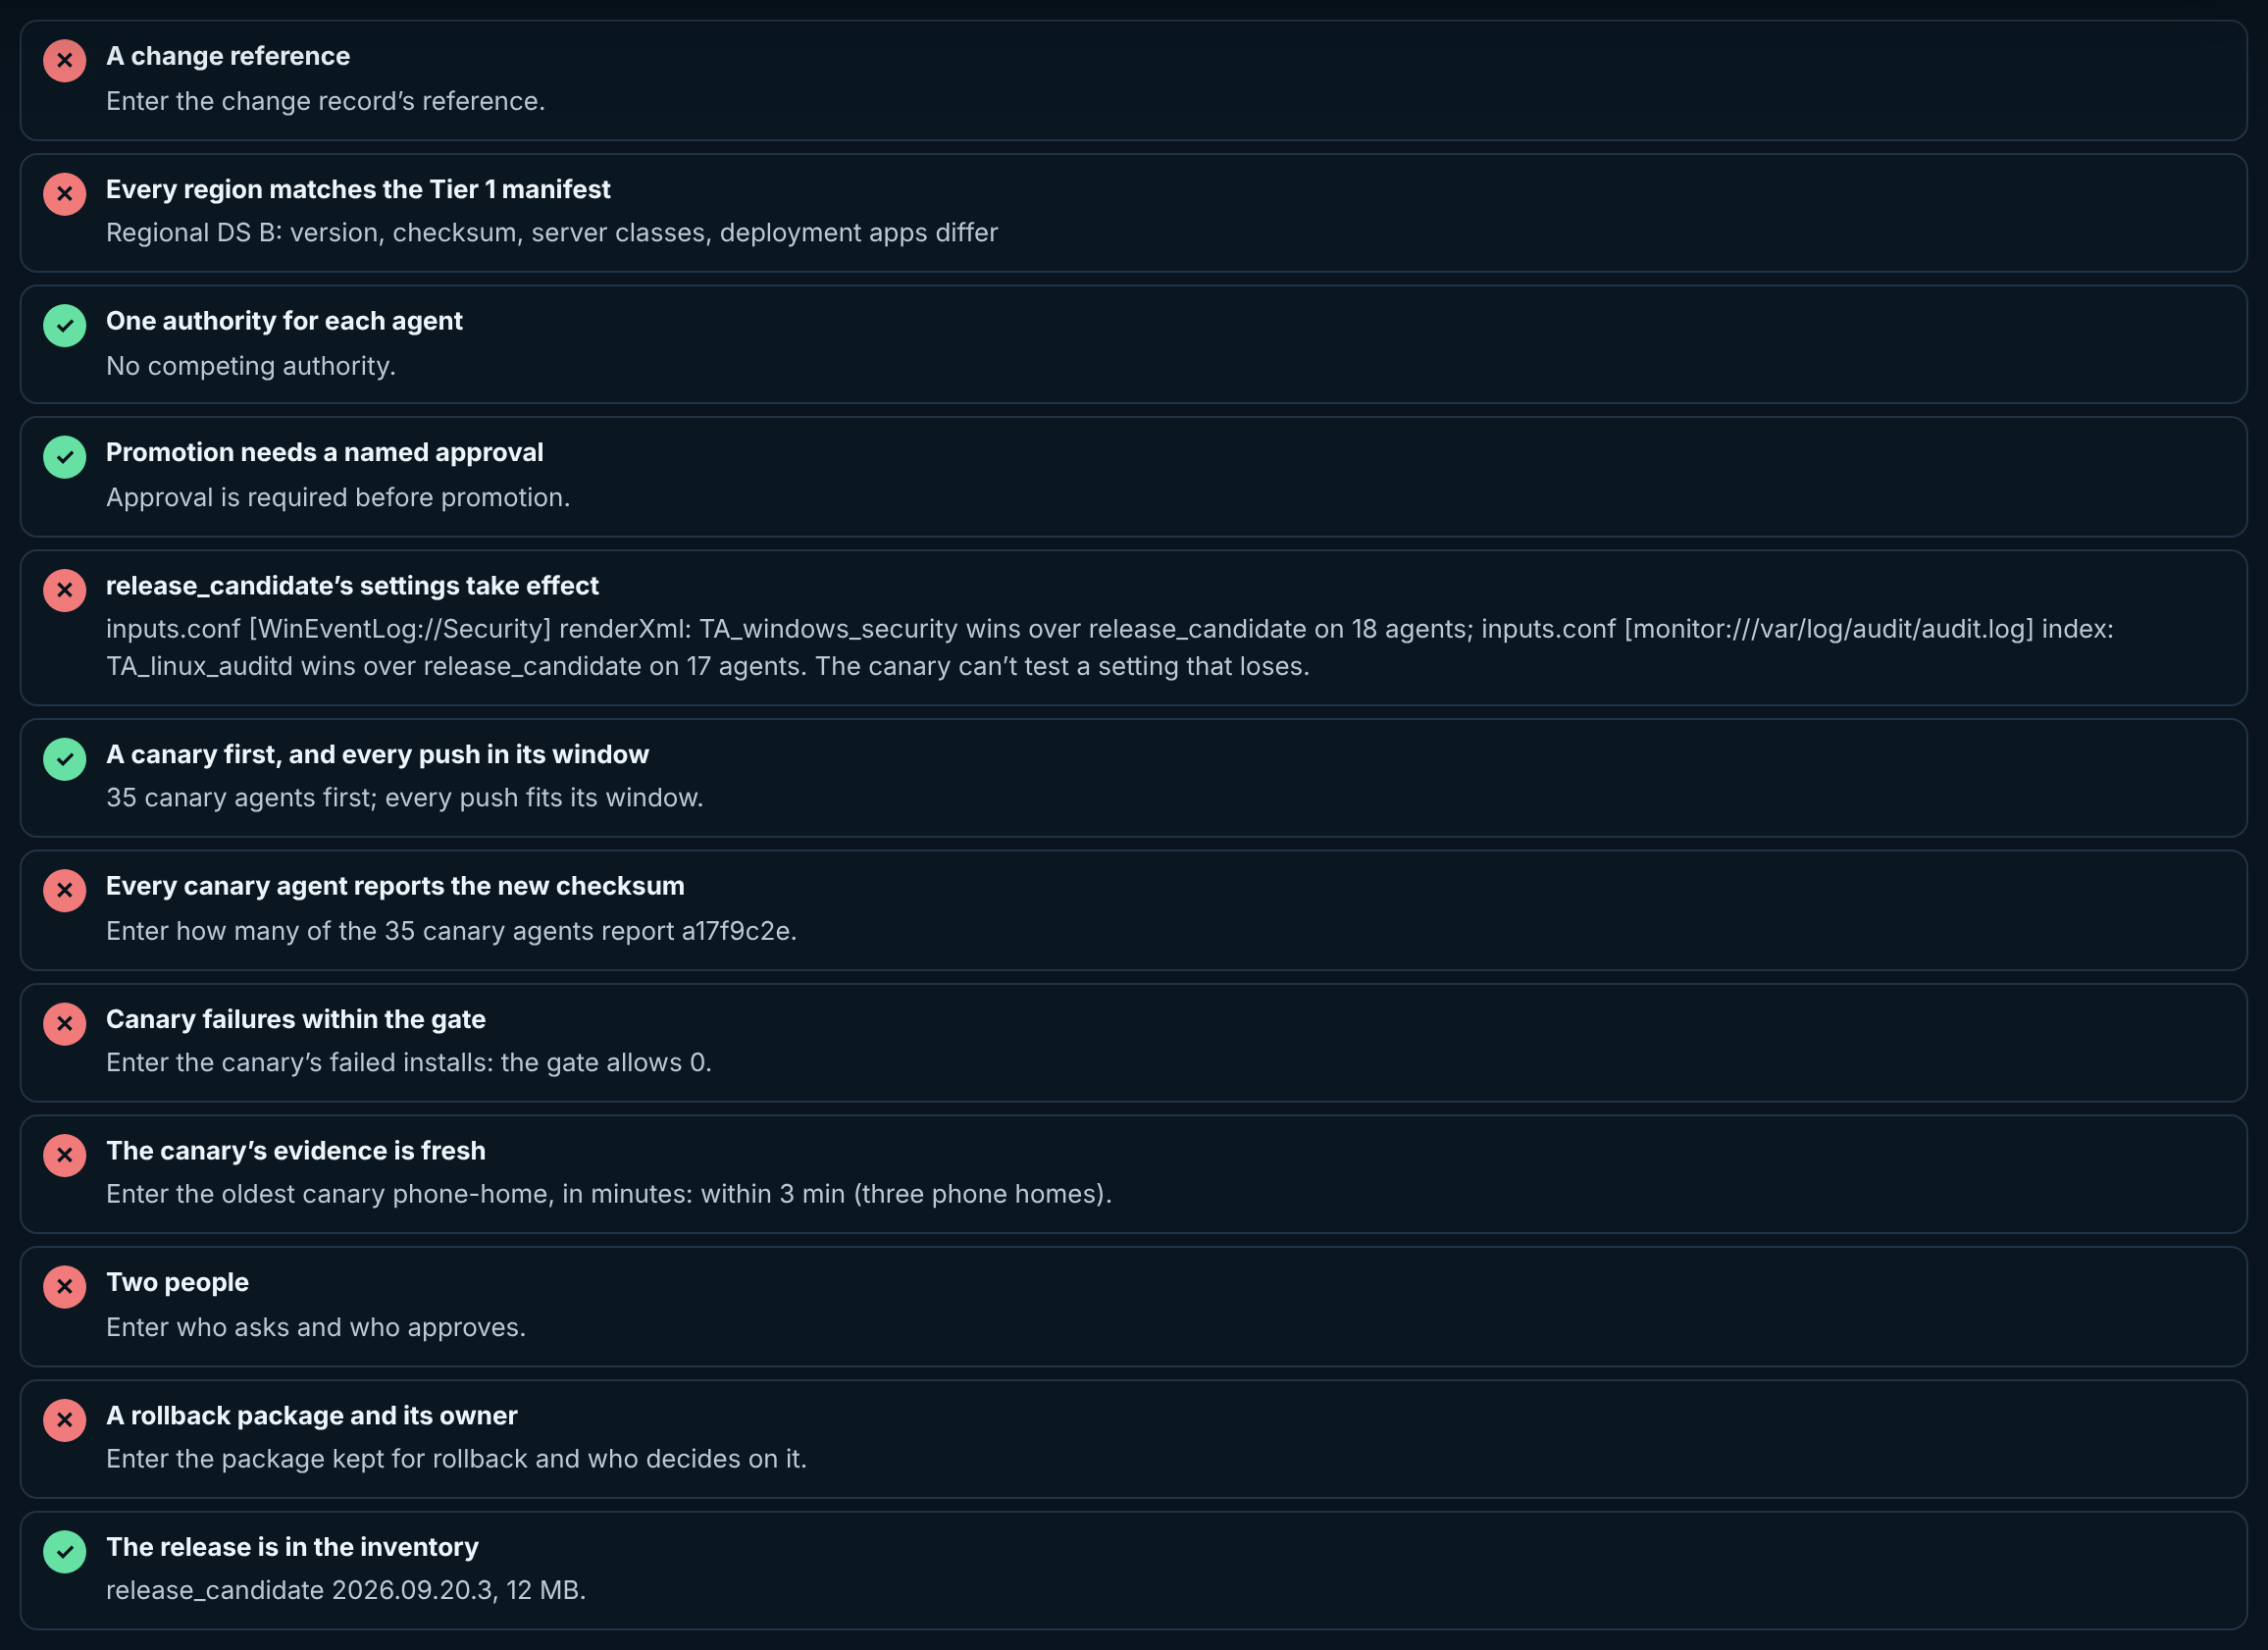 A change reference
Enter the change record’s reference.
Every region matches the Tier 1 manifest
Regional DS B: version, checksum, server classes, deployment apps differ
One authority for each agent
No competing authority.
Promotion needs a named approval
Approval is required before promotion.
release_candidate’s settings take effect
inputs.conf [WinEventLog://Security] renderXml: TA_windows_security wins over release_candidate on 18 agents; inputs.conf [monitor:///var/log/audit/audit.log] index:
TA_linux_auditd wins over release_candidate on 17 agents. The canary can’t test a setting that loses.
A canary first, and every push in its window
35 canary agents first; every push fits its window.
Every canary agent reports the new checksum
Enter how many of the 35 canary agents report a17f9c2e.
Canary failures within the gate
Enter the canary’s failed installs: the gate allows 0.
The canary’s evidence is fresh
Enter the oldest canary phone-home, in minutes: within 3 min (three phone homes).
Two people
Enter who asks and who approves.
A rollback package and its owner
Enter the package kept for rollback and who decides on it.
The release is in the inventory
release_candidate 2026.09.20.3, 12 MB.